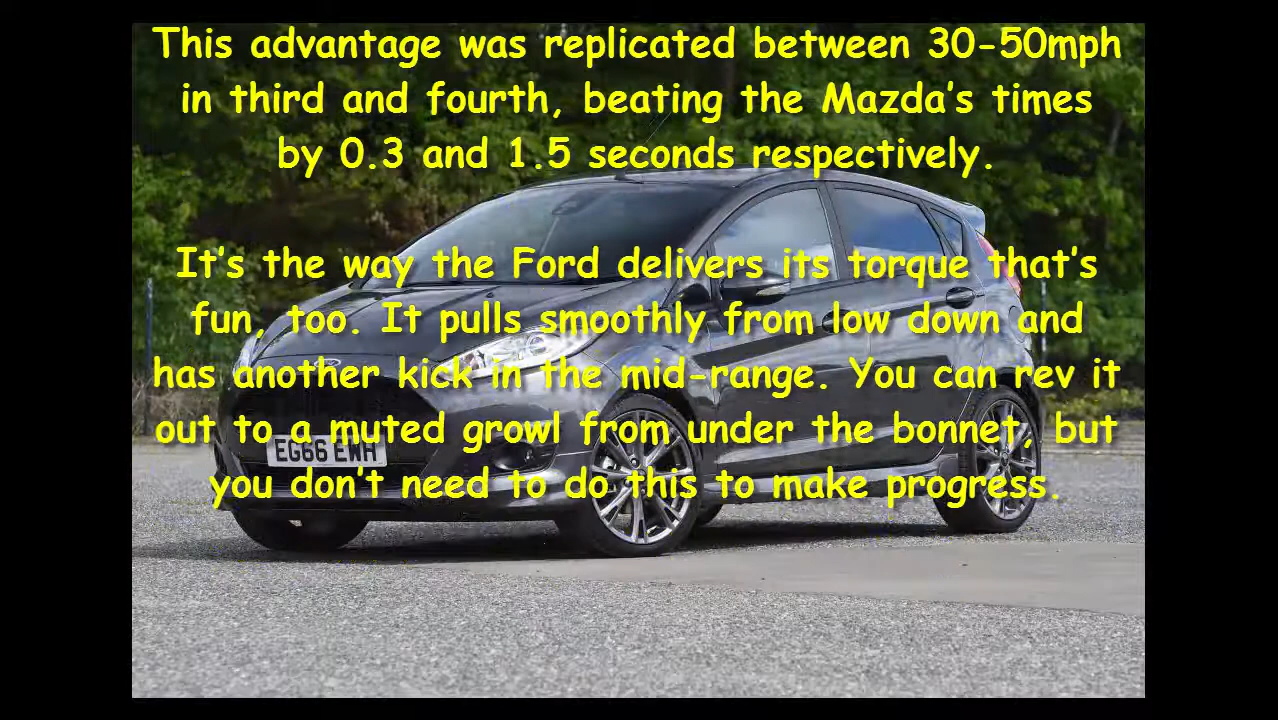 This advantage was replicated between 30-50mph
in third and fourth, beating the Mazda’s times
by 0.3 and 1.5 seconds respectively.
It’s the way the Ford delivers its torque that’s
fun, too. It pulls smoothly from low down and
has another kick in the mid-range. You can rev it
out to a muted growl from under the bonnet, but
EG66 EWH
you don’t need to do this to make progress.